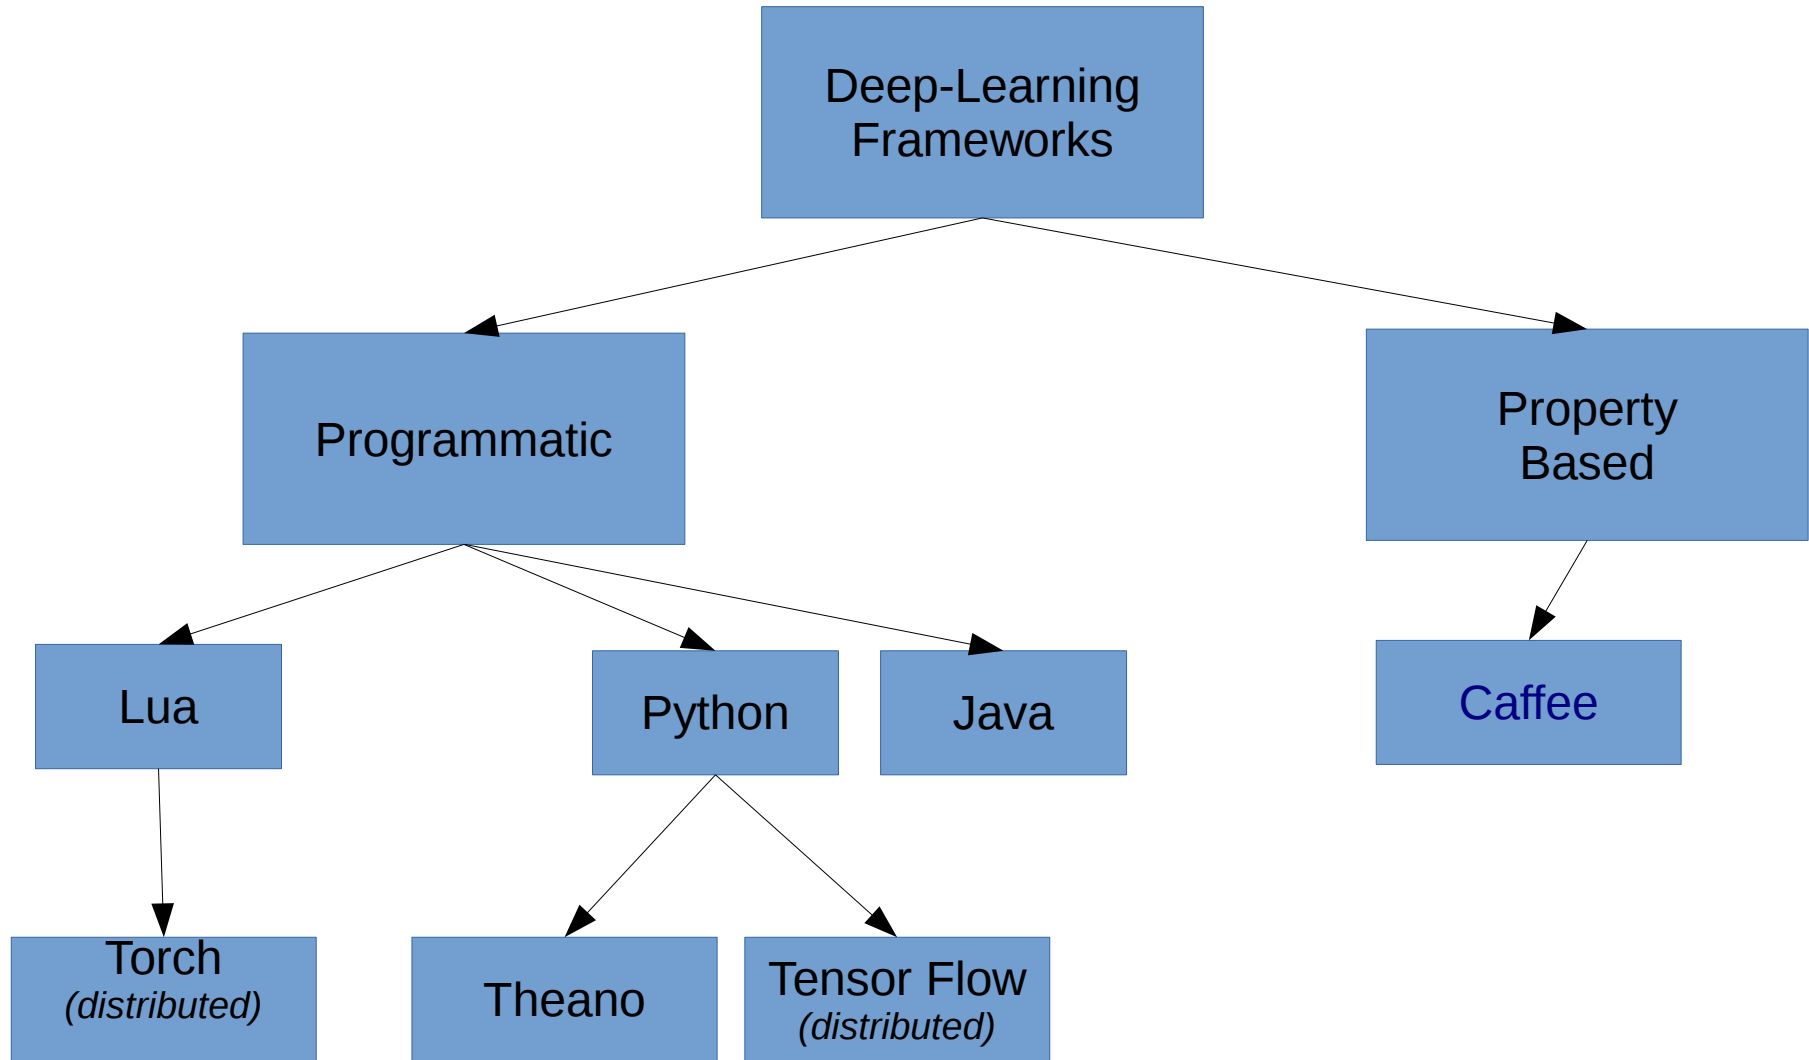 Deep-Learning
Frameworks
Programmatic
Property
Based
Lua
Python
Java
Caffee
Torch
(distributed)
Theano
Tensor Flow
(distributed)